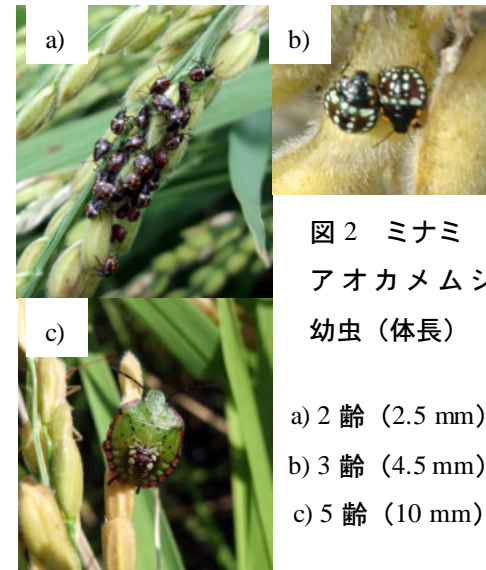 a)
b)
図 2 ミナミ
アオカメムシ
幼虫（体長）
c)
a) 2 齢（2.5 mm）
b) 3 齢（4.5 mm）
c) 5 齢（10 mm）